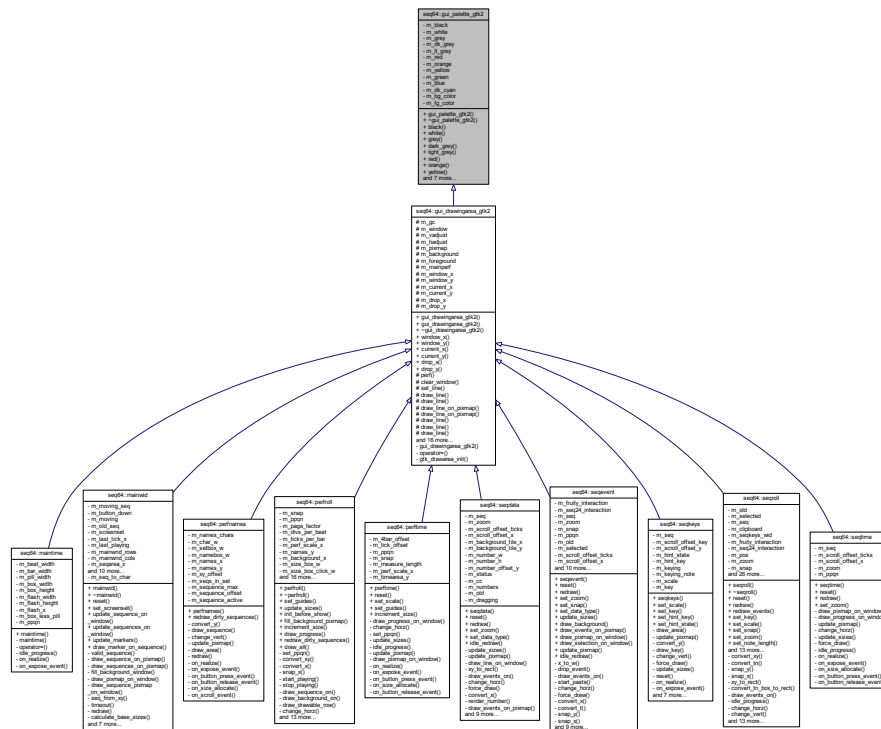 seq64::gui_palette_gtk2
- m_black
- m_white
- m_grey
- m_dk_grey
- m_lt_grey
- m_red
- m_orange
- m_yellow
- m_green
- m_blue
- m_dk_cyan
- m_bg_color
- m_fg_color
+ gui_palette_gtk2()
+ ~gui_palette_gtk2()
+ black()
+ white()
+ grey()
+ dark_grey()
+ light_grey()
+ red()
+ orange()
+ yellow()
and 7 more...
seq64::gui_drawingarea_gtk2
# m_gc
# m_window
# m_vadjust
# m_hadjust
# m_pixmap
# m_background
# m_foreground
# m_mainperf
# m_window_x
# m_window_y
# m_current_x
# m_current_y
# m_drop_x
# m_drop_y
+ gui_drawingarea_gtk2()
+ gui_drawingarea_gtk2()
+ ~gui_drawingarea_gtk2()
+ window_x()
+ window_y()
+ current_x()
+ current_y()
+ drop_x()
+ drop_y()
# perf()
# clear_window()
# set_line()
# draw_line()
# draw_line()
# draw_line_on_pixmap()
# draw_line_on_pixmap()
# draw_line()
# draw_line()
# draw_line()
and 16 more...
- gui_drawingarea_gtk2()
- operator=()
- gtk_drawarea_init()
seq64::maintime
- m_beat_width
- m_bar_width
- m_pill_width
- m_box_width
- m_box_height
- m_flash_width
- m_flash_height
- m_flash_x
- m_box_less_pill
- m_ppqn
+ maintime()
- maintime()
- operator=()
- idle_progress()
- on_realize()
- on_expose_event()
seq64::mainwid
- m_moving_seq
- m_button_down
- m_moving
- m_old_seq
- m_screenset
- m_last_tick_x
- m_last_playing
- m_mainwnd_rows
- m_mainwnd_cols
- m_seqarea_x
and 10 more...
- m_seq_to_char
+ mainwid()
+ ~mainwid()
+ reset()
+ set_screenset()
+ update_sequence_on
_window()
+ update_sequences_on
_window()
+ update_markers()
+ draw_marker_on_sequence()
- valid_sequence()
- draw_sequence_on_pixmap()
- draw_sequences_on_pixmap()
- fill_background_window()
- draw_pixmap_on_window()
- draw_sequence_pixmap
_on_window()
- seq_from_xy()
- timeout()
- redraw()
- calculate_base_sizes()
and 7 more...
seq64::perfnames
- m_names_chars
- m_char_w
- m_setbox_w
- m_namebox_w
- m_names_x
- m_names_y
- m_xy_offset
- m_seqs_in_set
- m_sequence_max
- m_sequence_offset
- m_sequence_active
+ perfnames()
+ redraw_dirty_sequences()
- convert_y()
- draw_sequence()
- change_vert()
- update_pixmap()
- draw_area()
- redraw()
- on_realize()
- on_expose_event()
- on_button_press_event()
- on_button_release_event()
- on_size_allocate()
- on_scroll_event()
seq64::perfroll
- m_snap
- m_ppqn
- m_page_factor
- m_divs_per_beat
- m_ticks_per_bar
- m_perf_scale_x
- m_names_y
- m_background_x
- m_size_box_w
- m_size_box_click_w
and 16 more...
+ perfroll()
+ ~perfroll()
+ set_guides()
+ update_sizes()
+ init_before_show()
+ fill_background_pixmap()
+ increment_size()
+ draw_progress()
+ redraw_dirty_sequences()
+ draw_all()
- set_ppqn()
- convert_xy()
- convert_x()
- snap_x()
- start_playing()
- stop_playing()
- draw_sequence_on()
- draw_background_on()
- draw_drawable_row()
- change_horz()
and 13 more...
seq64::perftime
- m_4bar_offset
- m_tick_offset
- m_ppqn
- m_snap
- m_measure_length
- m_perf_scale_x
- m_timearea_y
+ perftime()
+ reset()
+ set_scale()
+ set_guides()
+ increment_size()
- draw_progress_on_window()
- change_horz()
- set_ppqn()
- update_sizes()
- idle_progress()
- update_pixmap()
- draw_pixmap_on_window()
- on_realize()
- on_expose_event()
- on_button_press_event()
- on_size_allocate()
- on_button_release_event()
seq64::seqdata
- m_seq
- m_zoom
- m_scroll_offset_ticks
- m_scroll_offset_x
- m_background_tile_x
- m_background_tile_y
- m_number_w
- m_number_h
- m_number_offset_y
- m_status
- m_cc
- m_numbers
- m_old
- m_dragging
+ seqdata()
+ reset()
+ redraw()
+ set_zoom()
+ set_data_type()
+ idle_redraw()
- update_sizes()
- update_pixmap()
- draw_line_on_window()
- xy_to_rect()
- draw_events_on()
- change_horz()
- force_draw()
- convert_x()
- render_number()
- draw_events_on_pixmap()
and 9 more...
seq64::seqevent
- m_fruity_interaction
- m_seq24_interaction
- m_seq
- m_zoom
- m_snap
- m_ppqn
- m_old
- m_selected
- m_scroll_offset_ticks
- m_scroll_offset_x
and 10 more...
+ seqevent()
+ reset()
+ redraw()
+ set_zoom()
+ set_snap()
+ set_data_type()
+ update_sizes()
+ draw_background()
+ draw_events_on_pixmap()
+ draw_pixmap_on_window()
+ draw_selection_on_window()
+ update_pixmap()
+ idle_redraw()
- x_to_w()
- drop_event()
- draw_events_on()
- start_paste()
- change_horz()
- force_draw()
- convert_x()
- convert_t()
- snap_y()
- snap_x()
and 9 more...
seq64::seqkeys
- m_seq
- m_scroll_offset_key
- m_scroll_offset_y
- m_hint_state
- m_hint_key
- m_keying
- m_keying_note
- m_scale
- m_key
+ seqkeys()
+ set_scale()
+ set_key()
+ set_hint_key()
+ set_hint_state()
- draw_area()
- update_pixmap()
- convert_y()
- draw_key()
- change_vert()
- force_draw()
- update_sizes()
- reset()
- on_realize()
- on_expose_event()
and 7 more...
seq64::seqroll
- m_old
- m_selected
- m_seq
- m_clipboard
- m_seqkeys_wid
- m_fruity_interaction
- m_seq24_interaction
- m_pos
- m_zoom
- m_snap
and 26 more...
+ seqroll()
+ ~seqroll()
+ reset()
+ redraw()
+ redraw_events()
+ set_key()
+ set_scale()
+ set_snap()
+ set_zoom()
+ set_note_length()
and 13 more...
- convert_xy()
- convert_tn()
- snap_y()
- snap_x()
- xy_to_rect()
- convert_tn_box_to_rect()
- draw_events_on()
- idle_progress()
- change_horz()
- change_vert()
and 13 more...
seq64::seqtime
- m_seq
- m_scroll_offset_ticks
- m_scroll_offset_x
- m_zoom
- m_ppqn
+ seqtime()
+ reset()
+ redraw()
+ set_zoom()
- draw_pixmap_on_window()
- draw_progress_on_window()
- update_pixmap()
- change_horz()
- update_sizes()
- force_draw()
- idle_progress()
- on_realize()
- on_expose_event()
- on_size_allocate()
- on_button_press_event()
- on_button_release_event()